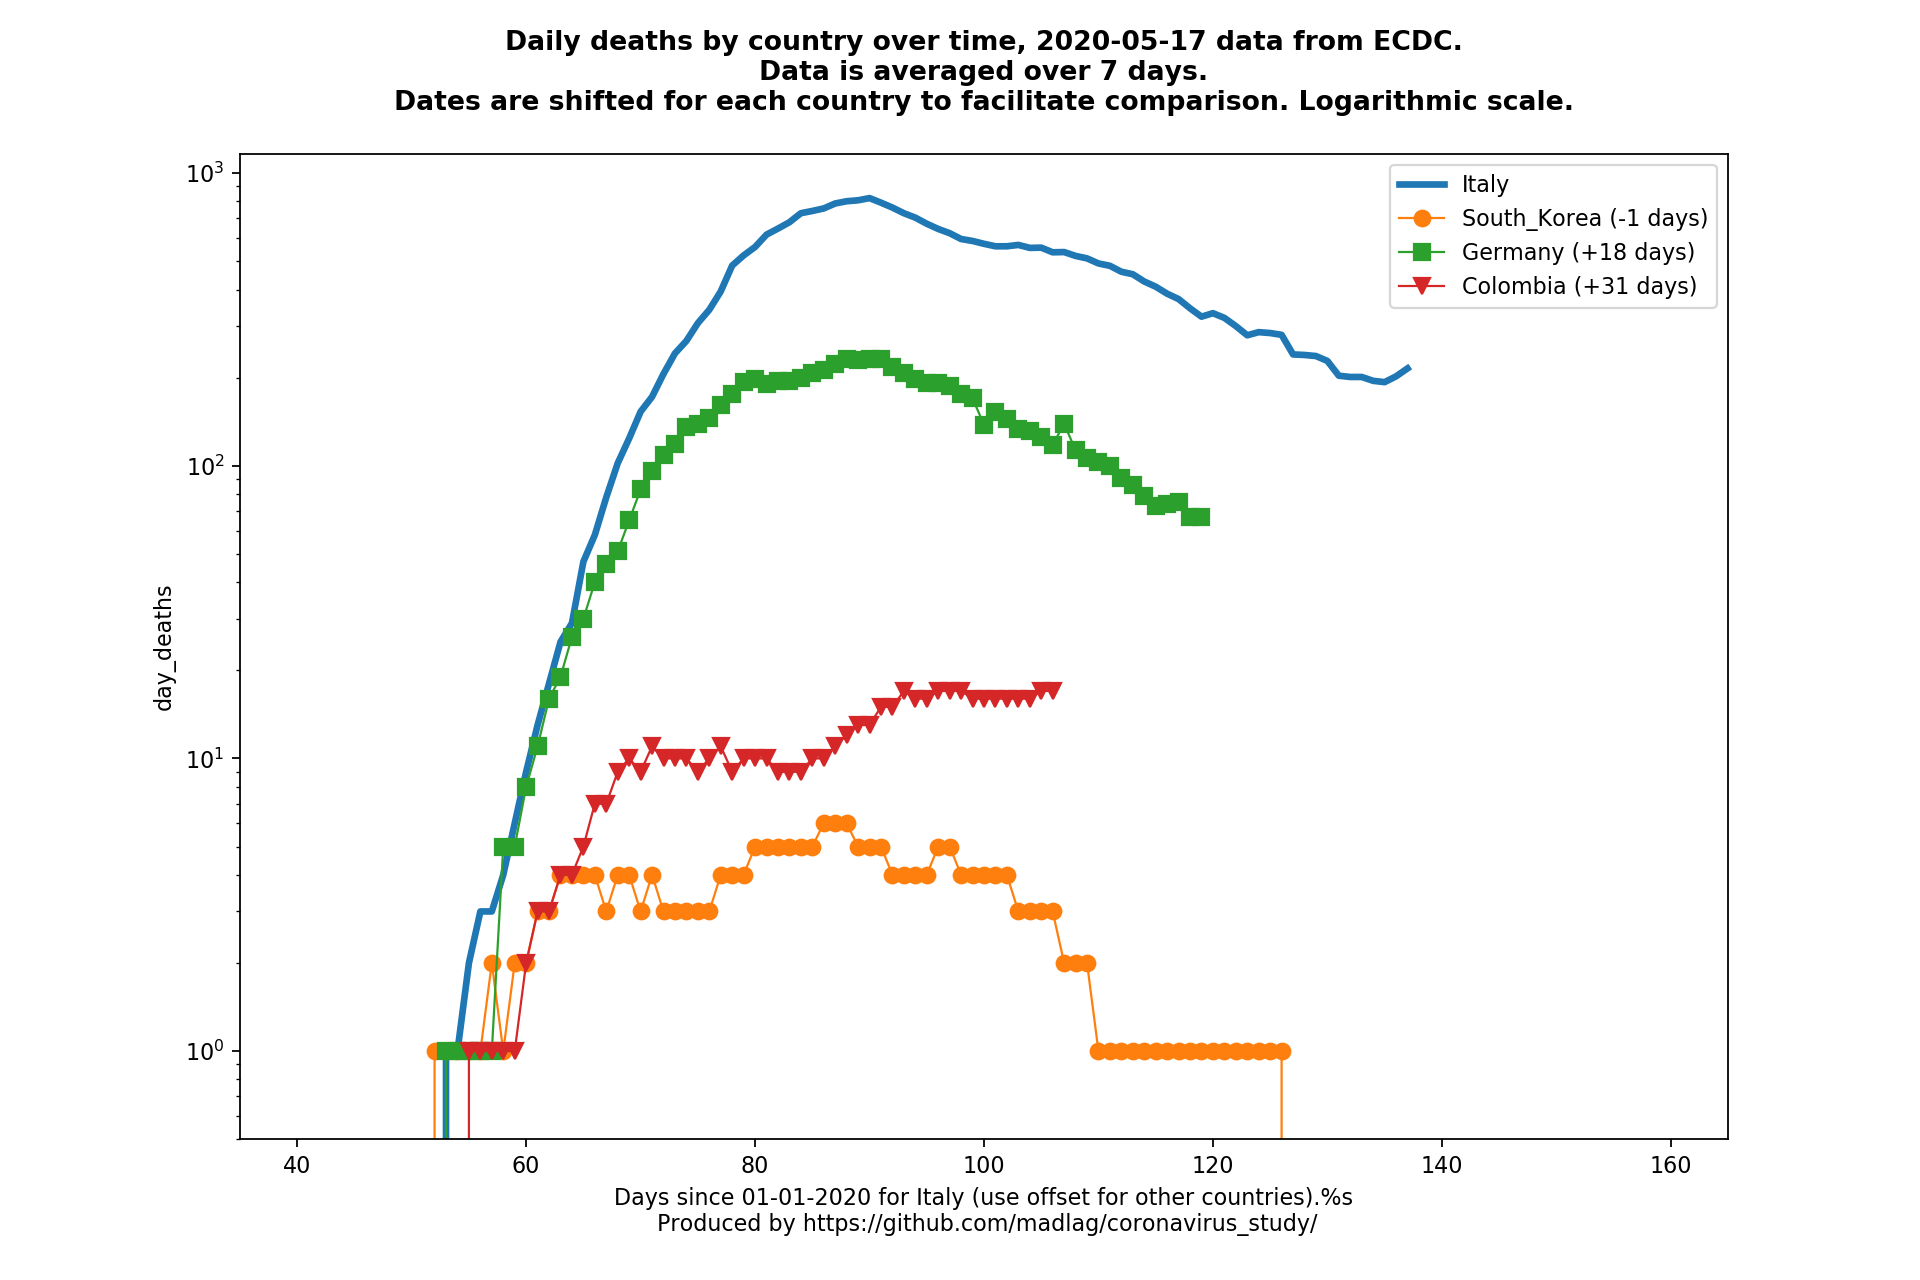 Daily deaths by country over time, 2020-05-17 data from ECDC.
Data is averaged over 7 days.
Dates are shifted for each country to facilitate comparison. Logarithmic scale.
10³
10²
10¹
10⁰
day_deaths
Italy
South_Korea (-1 days)
Germany (+18 days)
Colombia (+31 days)
40 60 80 100 120 140 160
Days since 01-01-2020 for Italy (use offset for other countries).%s
Produced by https://github.com/madlag/coronavirus_study/